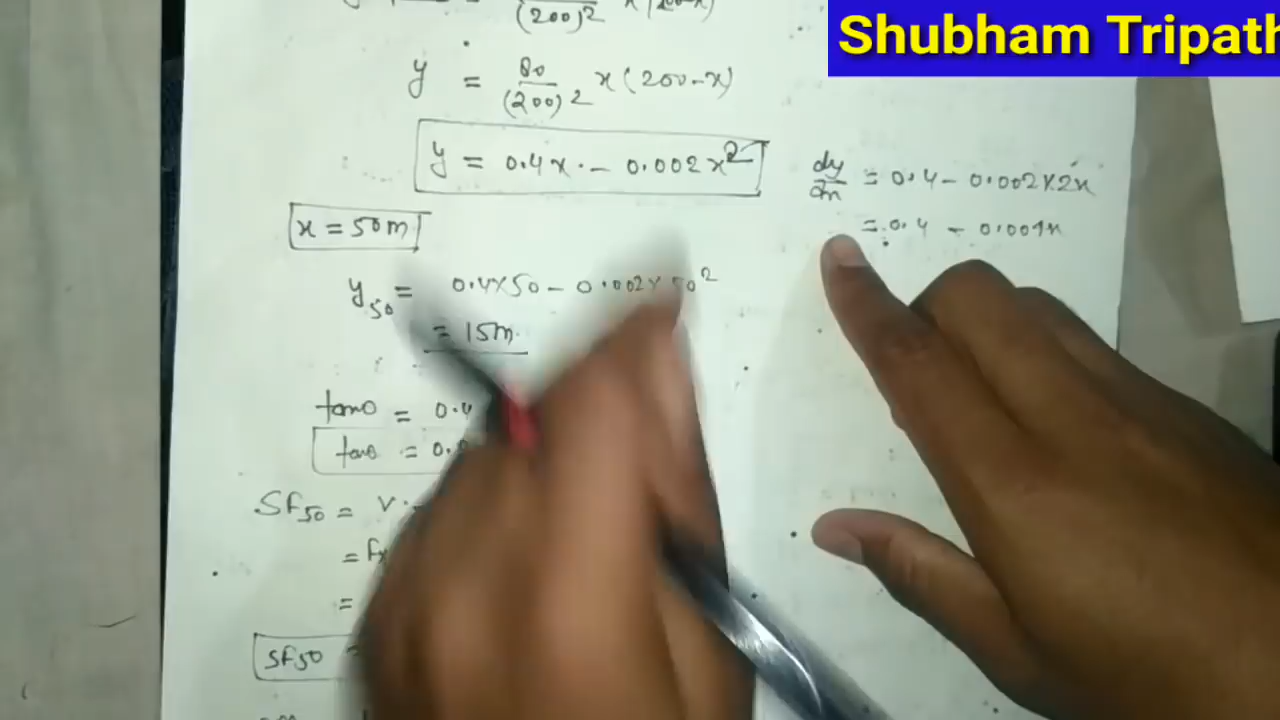 Shubham Tripath
(200)²
y = 80/(200)2 x(200-x)
y = 0.4x - 0.002x²
dy/dx = 0.4 - 0.002×2x
= 0.4 - 0.004x
x = 50m
y50 = 0.4×50 - 0.002×50²
= 15m
tanθ = 0.4
tanθ = 0.
SF50 = V
= Fx
=
SF50 =